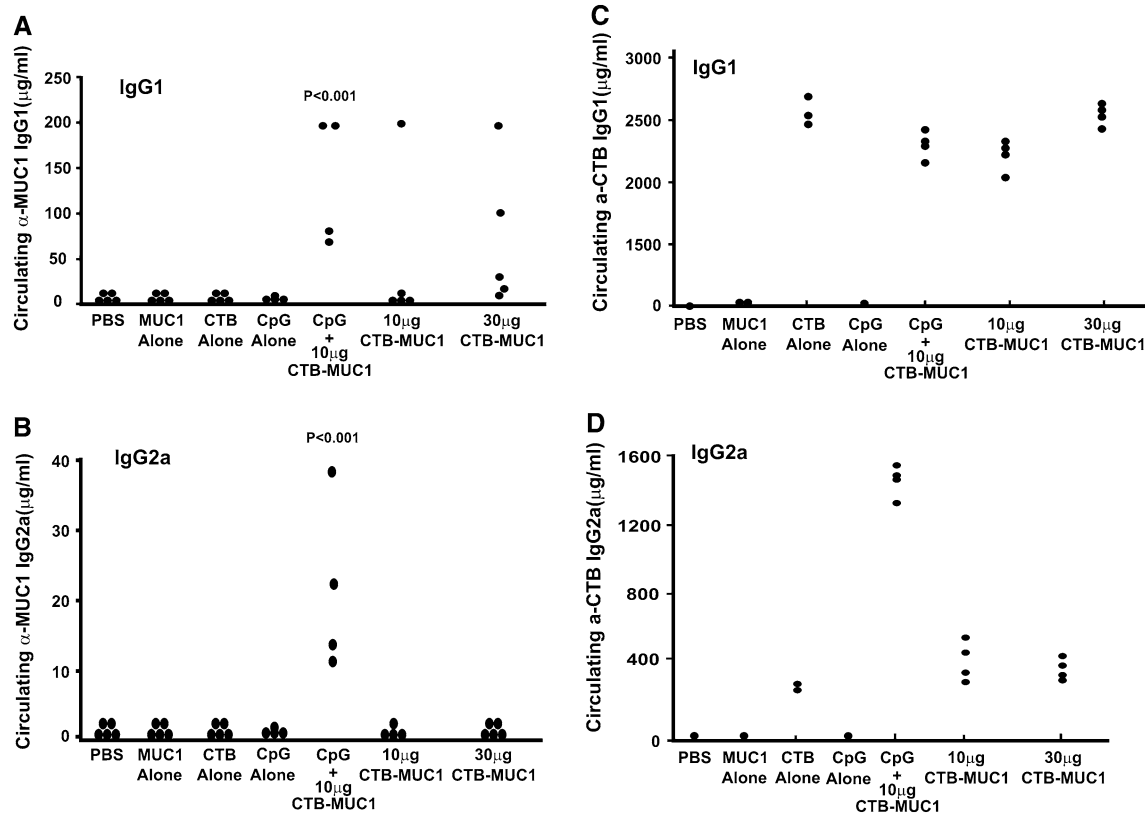 A
Circulating α-MUC1 IgG1(μg/ml)
IgG1
P<0.001
250
200
150
100
50
0
PBS
MUC1
Alone
CTB
Alone
CpG
Alone
CpG
+
10μg
CTB-MUC1
10μg
CTB-MUC1
30μg
CTB-MUC1
B
Circulating α-MUC1 IgG2a(μg/ml)
IgG2a
P<0.001
40
30
20
10
0
PBS
MUC1
Alone
CTB
Alone
CpG
Alone
CpG
+
10μg
CTB-MUC1
10μg
CTB-MUC1
30μg
CTB-MUC1
C
Circulating a-CTB IgG1(μg/ml)
IgG1
3000
2500
2000
1500
0
PBS
MUC1
Alone
CTB
Alone
CpG
Alone
CpG
+
10μg
CTB-MUC1
10μg
CTB-MUC1
30μg
CTB-MUC1
D
Circulating a-CTB IgG2a(μg/ml)
IgG2a
1600
1200
800
400
0
PBS
MUC1
Alone
CTB
Alone
CpG
Alone
CpG
+
10μg
CTB-MUC1
10μg
CTB-MUC1
30μg
CTB-MUC1